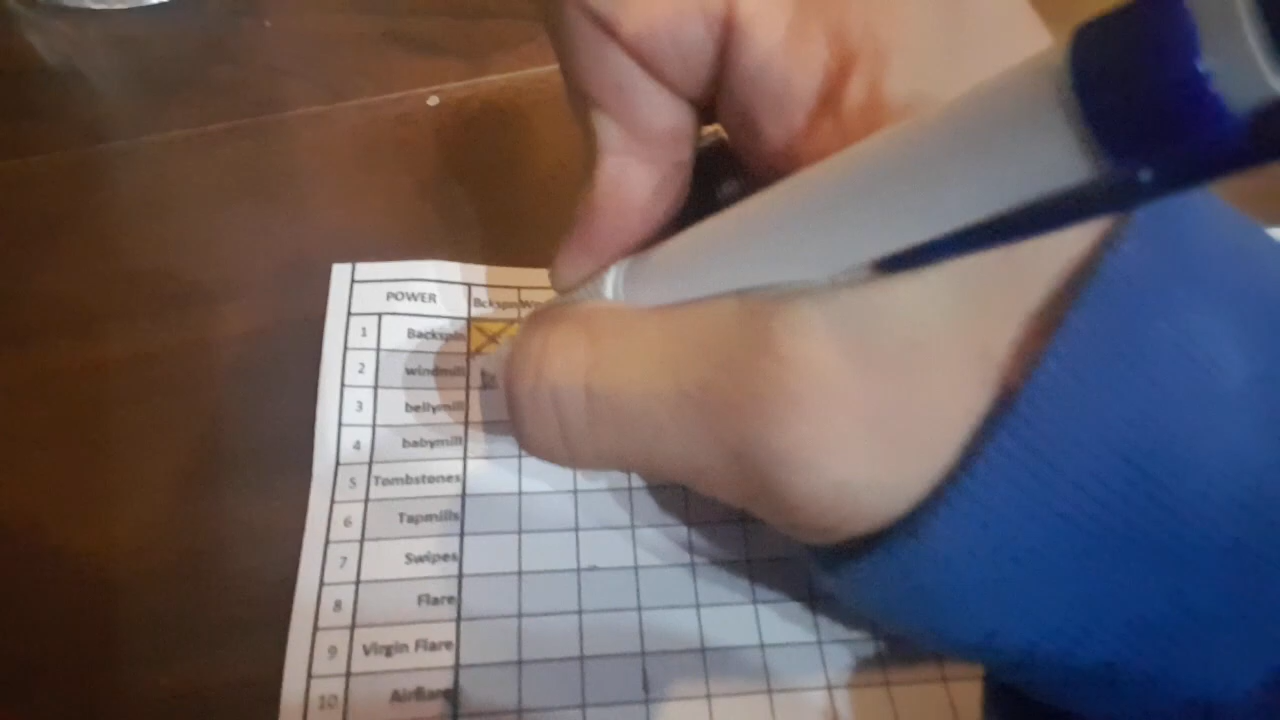 POWER Bckspin
1 Backspin
2 windmill
3 bellymill
4 babymill
5 Tombstones
6 Tapmills
7 Swipes
8 Flare
9 Virgin Flare
10 Airflare